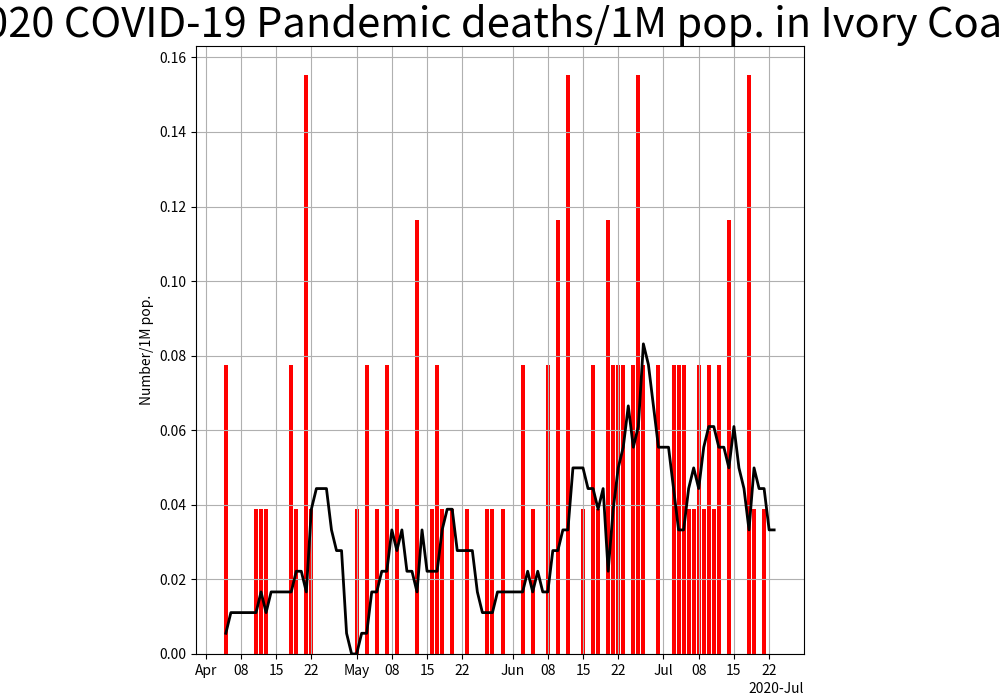 020 COVID-19 Pandemic deaths/1M pop. in Ivory Coa
0.16
0.14
0.12
0.10
0.08
0.06
0.04
0.02
0.00
Number/1M pop.
Apr 08 15 22 May 08 15 22 Jun 08 15 22 Jul 08 15 22
2020-Jul